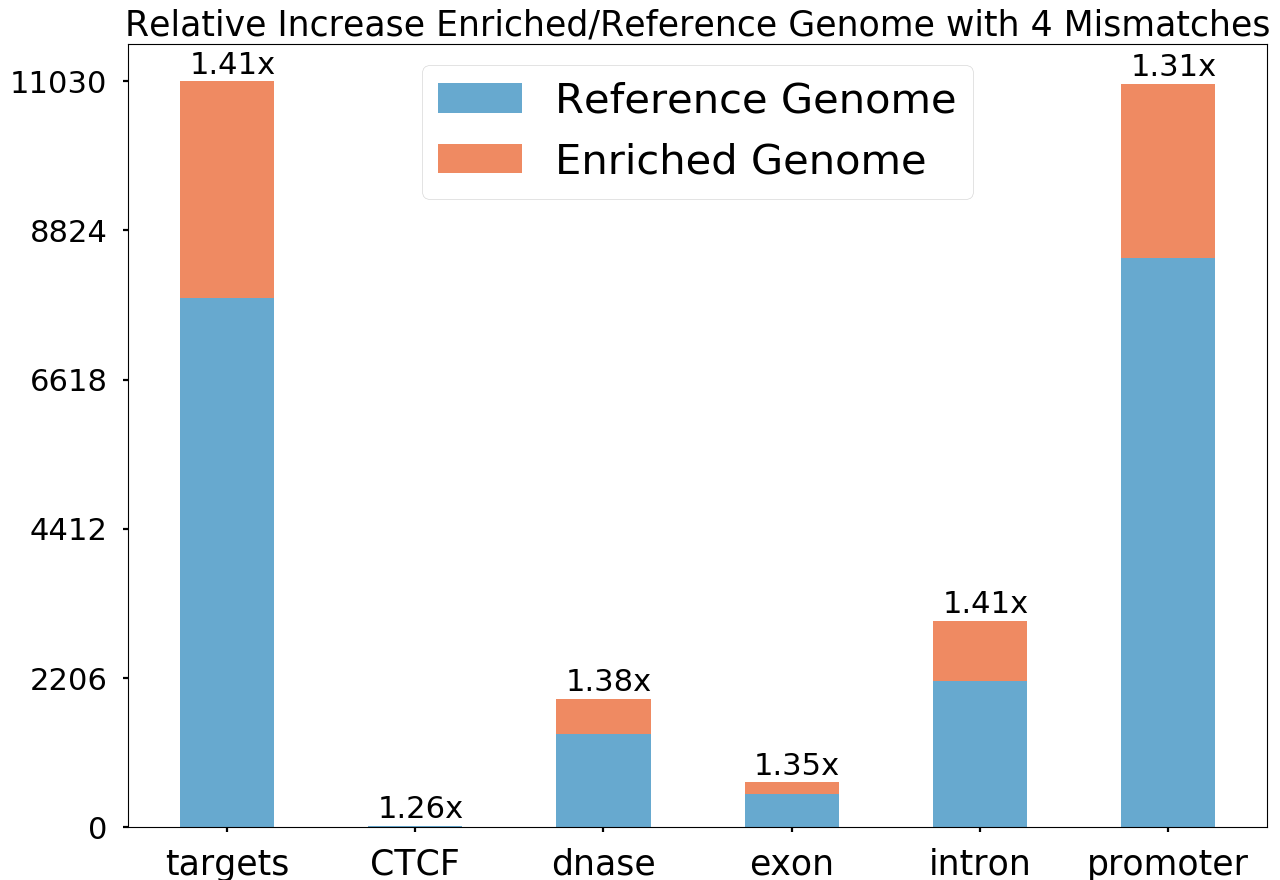 Relative Increase Enriched/Reference Genome with 4 Mismatches
Reference Genome
Enriched Genome
11030
8824
6618
4412
2206
0
1.41x
1.26x
1.38x
1.35x
1.41x
1.31x
targets
CTCF
dnase
exon
intron
promoter